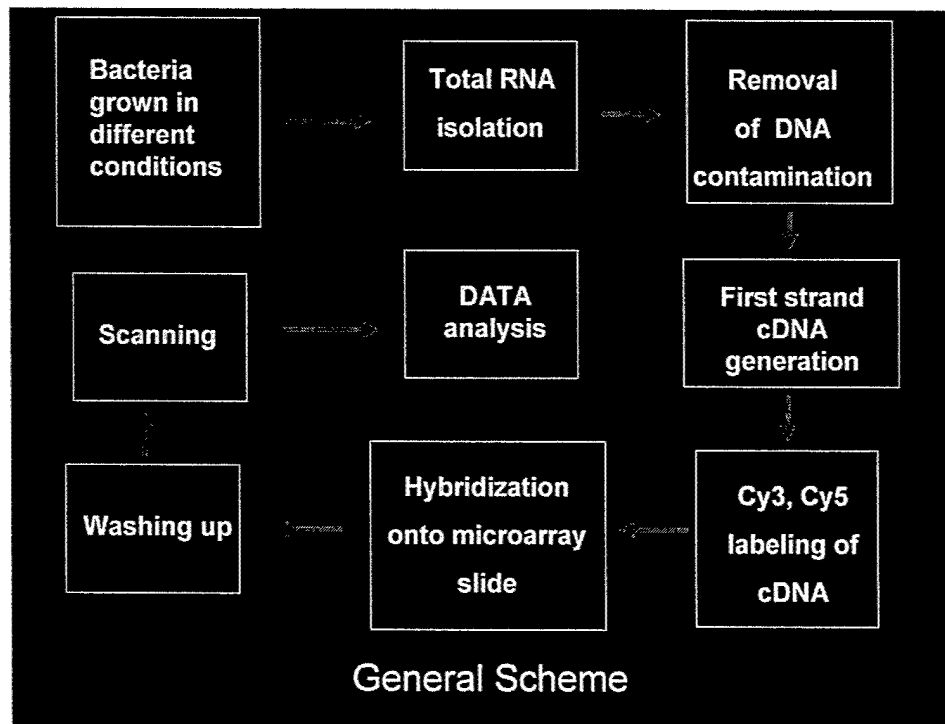 Bacteria
grown in
different
conditions
Total RNA
isolation
Removal
of DNA
contamination
Scanning
DATA
analysis
First strand
cDNA
generation
Washing up
Hybridization
onto microarray
slide
Cy3, Cy5
labeling of
cDNA
General Scheme